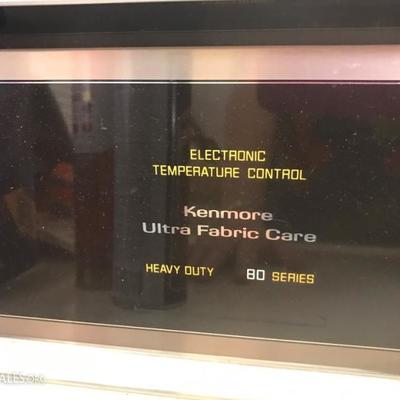 ELECTRONIC
TEMPERATURE CONTROL
Kenmore
Ultra Fabric Care
HEAVY DUTY 80 SERIES